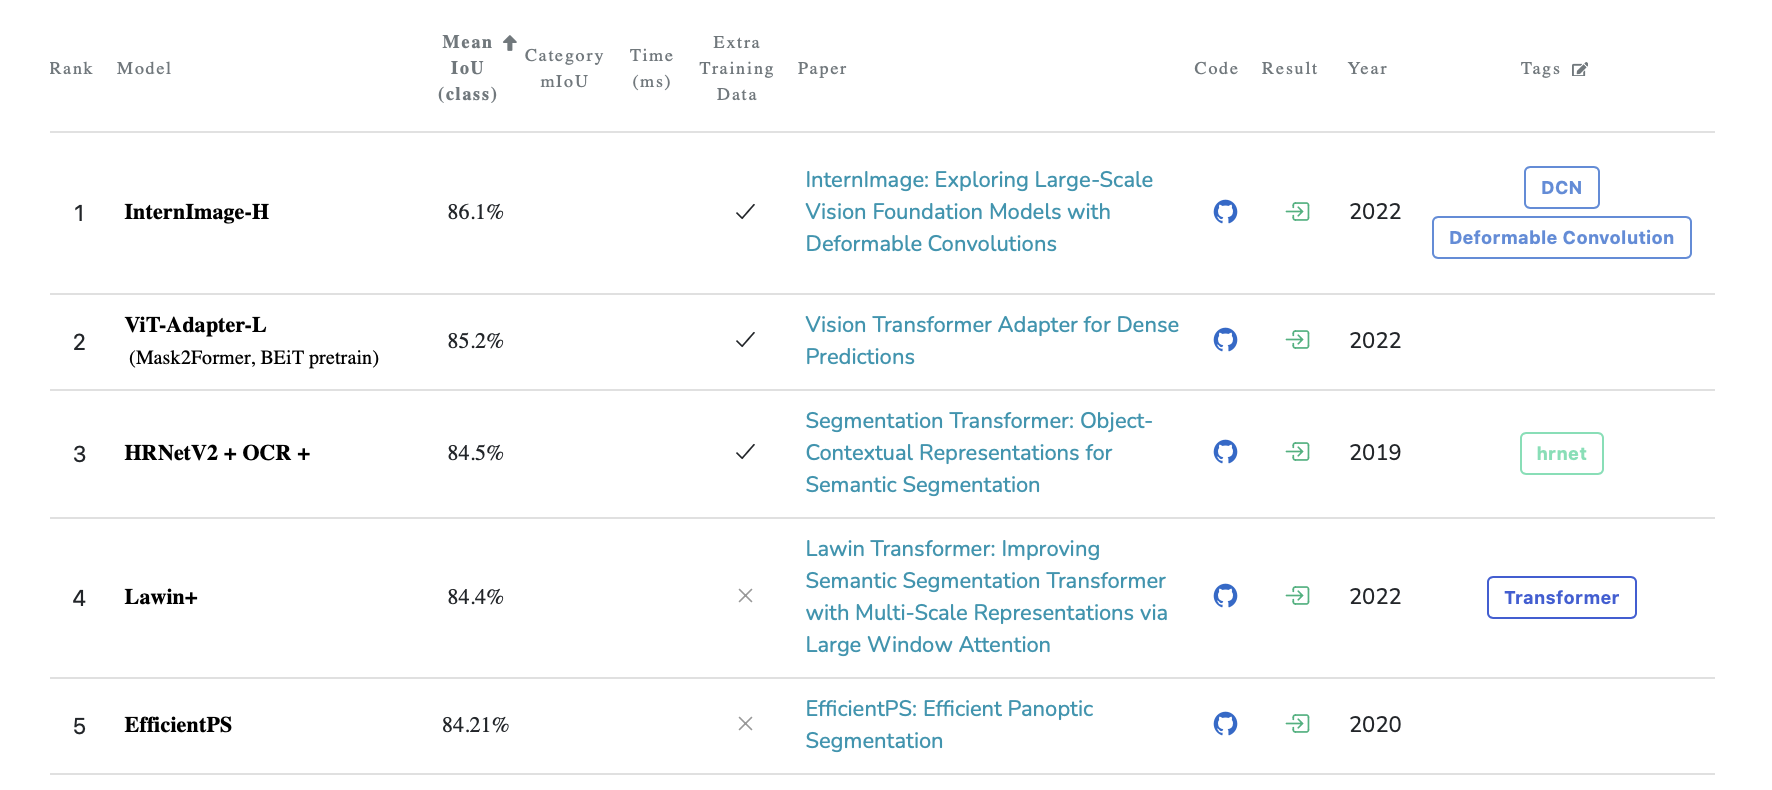 Rank Model Mean IoU (class) Category mIoU Time (ms) Extra Training Data Paper Code Result Year Tags
1 InternImage-H 86.1% InternImage: Exploring Large-Scale
Vision Foundation Models with
Deformable Convolutions
2022 DCN
Deformable Convolution
2 ViT-Adapter-L
(Mask2Former, BEiT pretrain)
85.2% Vision Transformer Adapter for Dense
Predictions
2022
3 HRNetV2 + OCR + 84.5% Segmentation Transformer: Object-
Contextual Representations for
Semantic Segmentation
2019 hrnet
4 Lawin+ 84.4% Lawin Transformer: Improving
Semantic Segmentation Transformer
with Multi-Scale Representations via
Large Window Attention
2022 Transformer
5 EfficientPS 84.21% EfficientPS: Efficient Panoptic
Segmentation
2020